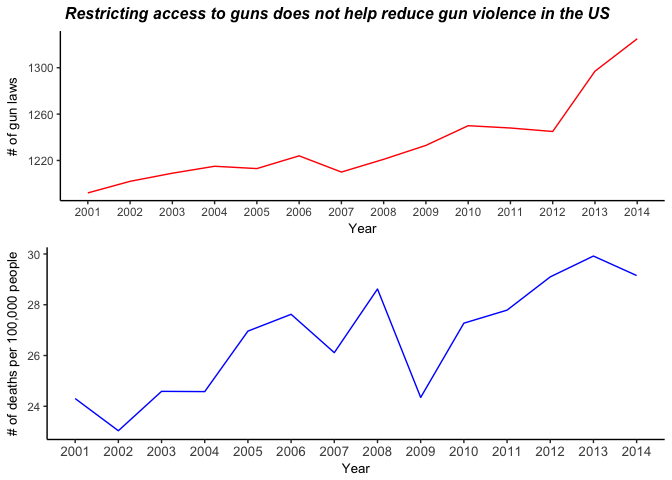 Restricting access to guns does not help reduce gun violence in the US
# of gun laws
1300
1260
1220
2001 2002 2003 2004 2005 2006 2007 2008 2009 2010 2011 2012 2013 2014
Year
# of deaths per 100,000 people
30
28
26
24
2001 2002 2003 2004 2005 2006 2007 2008 2009 2010 2011 2012 2013 2014
Year